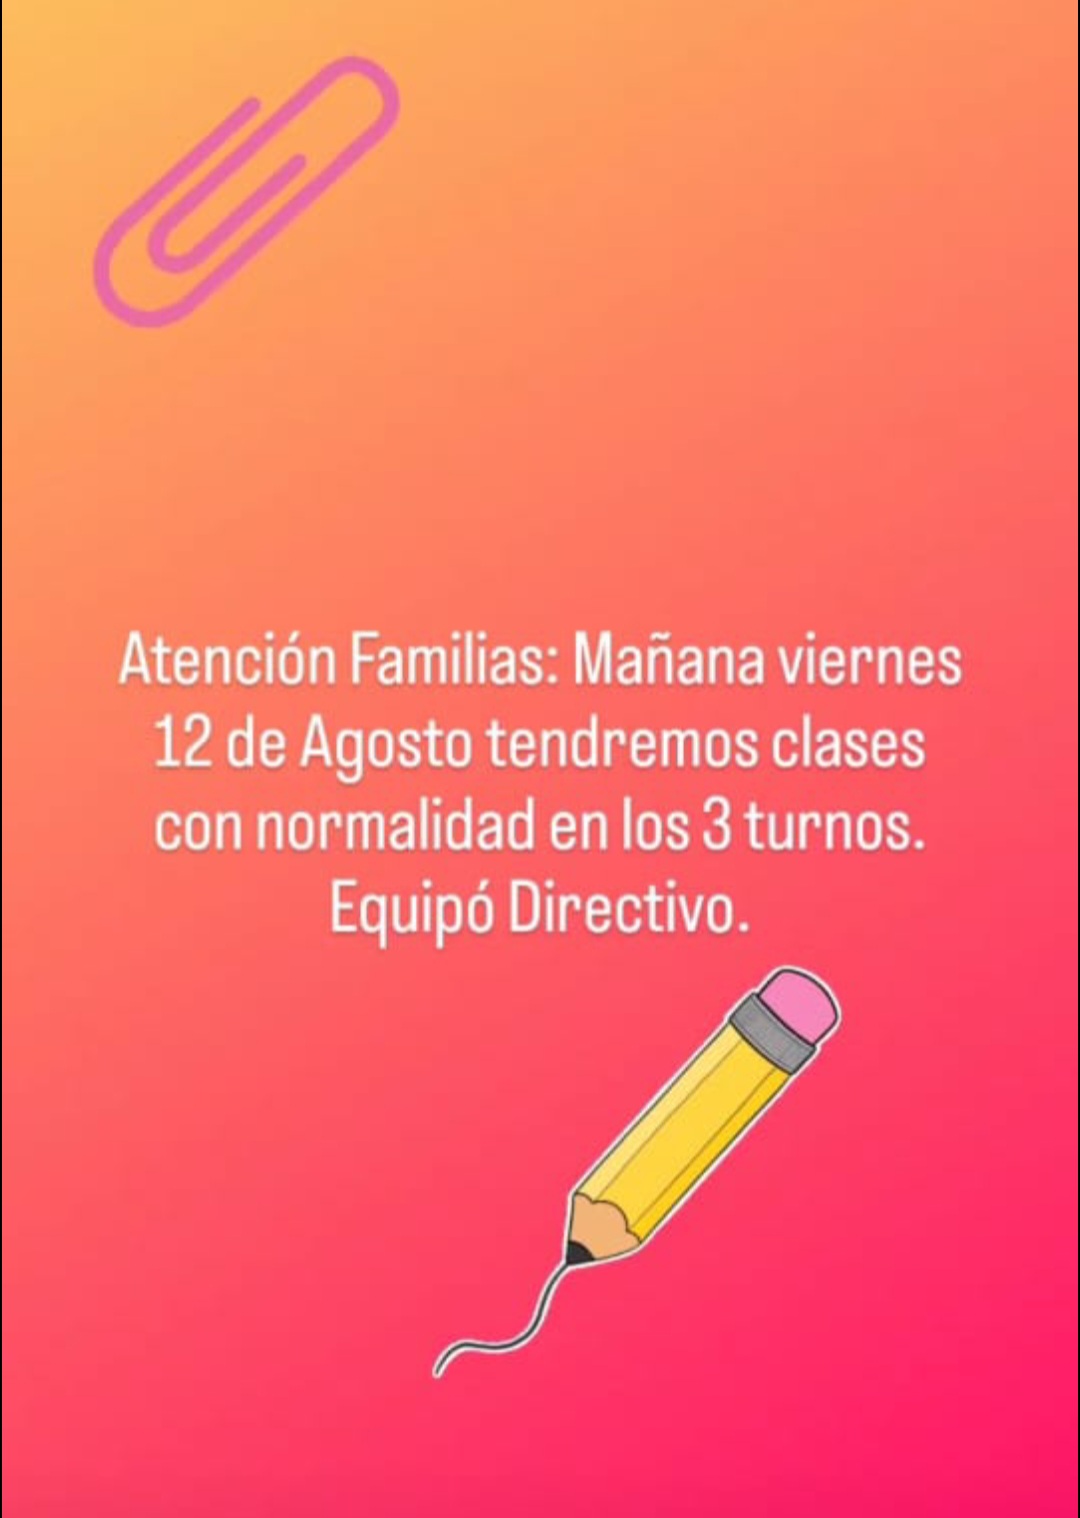 Atención Familias: Mañana viernes
12 de Agosto tendremos clases
con normalidad en los 3 turnos.
Equipó Directivo.